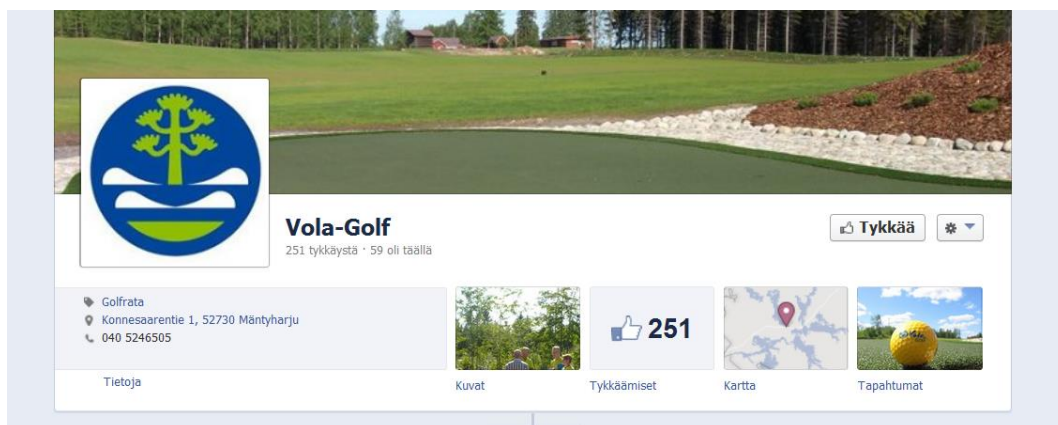 Vola-Golf
251 tykkäystä · 59 oli täällä
Tykkää
Golfrata
Konnesaarentie 1, 52730 Mäntyharju
040 5246505
Tietoja
251
Kuvat
Tykkäämiset
Kartta
Tapahtumat